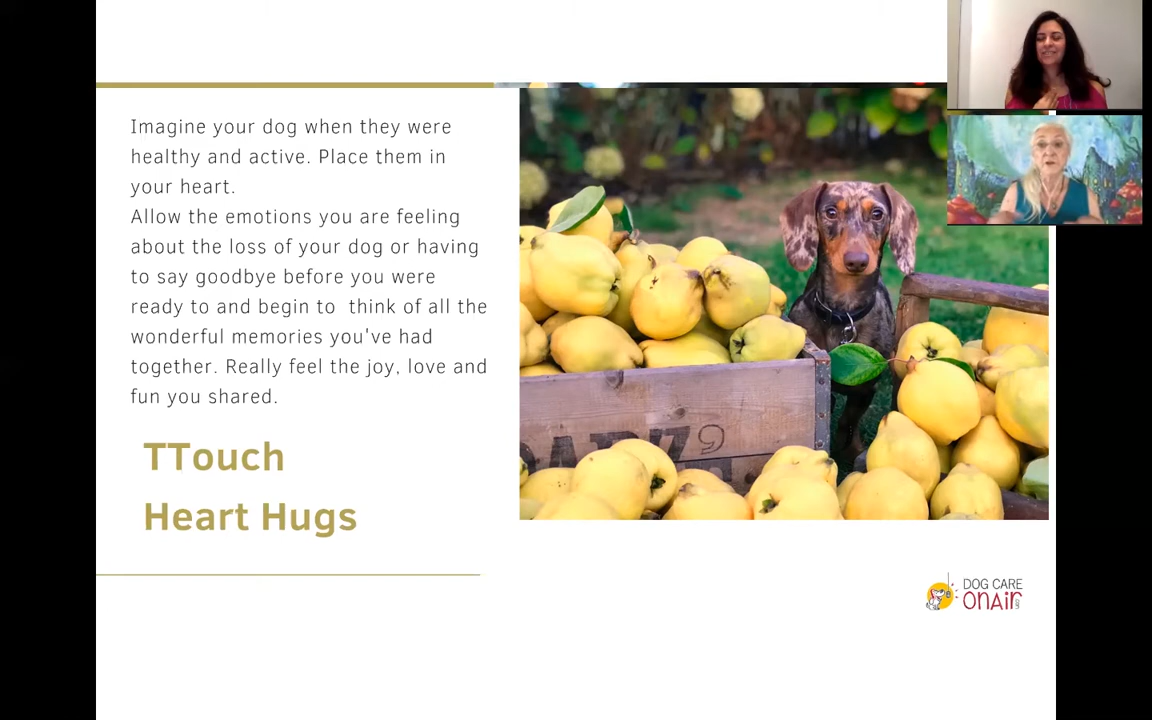 Imagine your dog when they were
healthy and active. Place them in
your heart.
Allow the emotions you are feeling
about the loss of your dog or having
to say goodbye before you were
ready to and begin to  think of all the
wonderful memories you've had
together. Really feel the joy, love and
fun you shared.
TTouch
Heart Hugs
DOG CARE
ONAIR